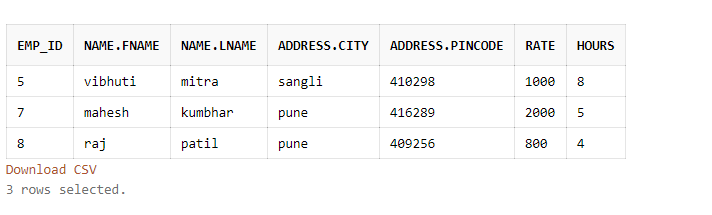 EMP_ID NAME.FNAME NAME.LNAME ADDRESS.CITY ADDRESS.PINCODE RATE HOURS
5 vibhuti mitra sangli 410298 1000 8
7 mahesh kumbhar pune 416289 2000 5
8 raj patil pune 409256 800 4
Download CSV
3 rows selected.